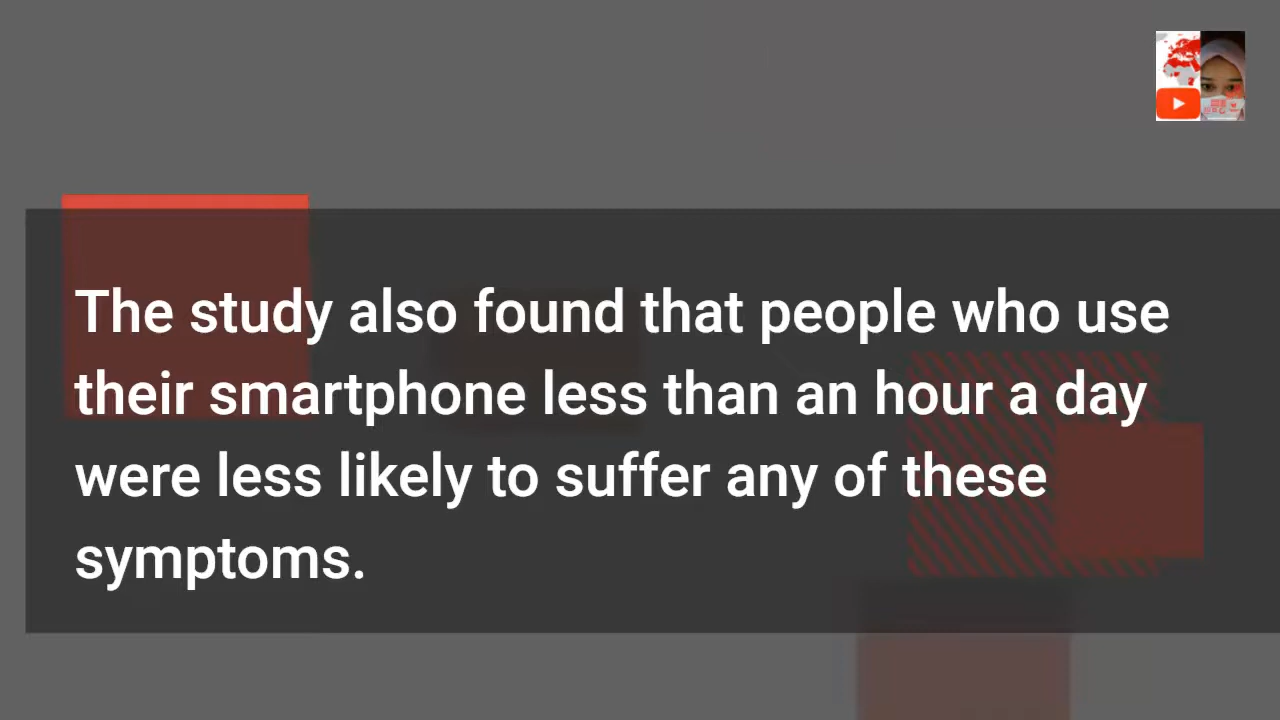 The study also found that people who use
their smartphone less than an hour a day
were less likely to suffer any of these
symptoms.